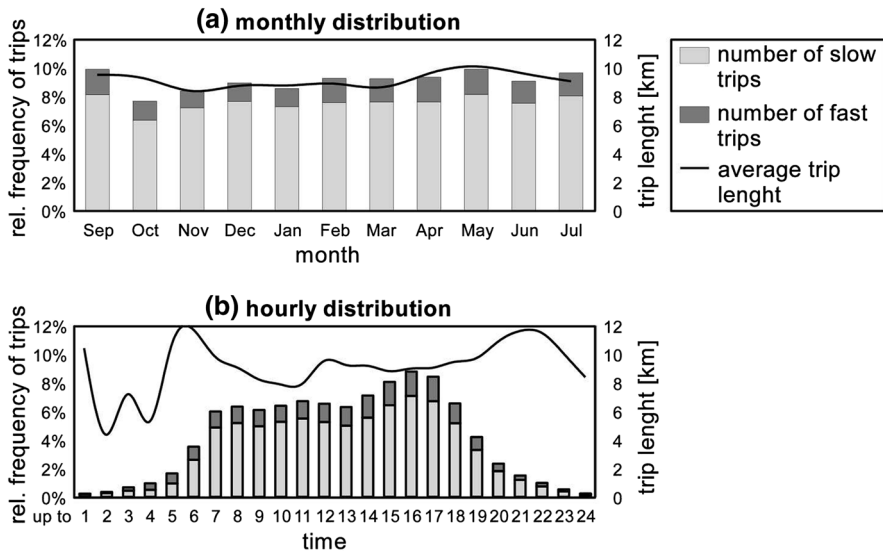 (a) monthly distribution
rel. frequency of trips
12%
10%
8%
6%
4%
2%
0%
Sep Oct Nov Dec Jan Feb Mar Apr May Jun Jul
month
12
10
8
6
4
2
0
trip lenght [km]
number of slow
trips
number of fast
trips
average trip
lenght
(b) hourly distribution
rel. frequency of trips
12%
10%
8%
6%
4%
2%
0%
up to 1 2 3 4 5 6 7 8 9 10 11 12 13 14 15 16 17 18 19 20 21 22 23 24
time
12
10
8
6
4
2
0
trip lenght [km]